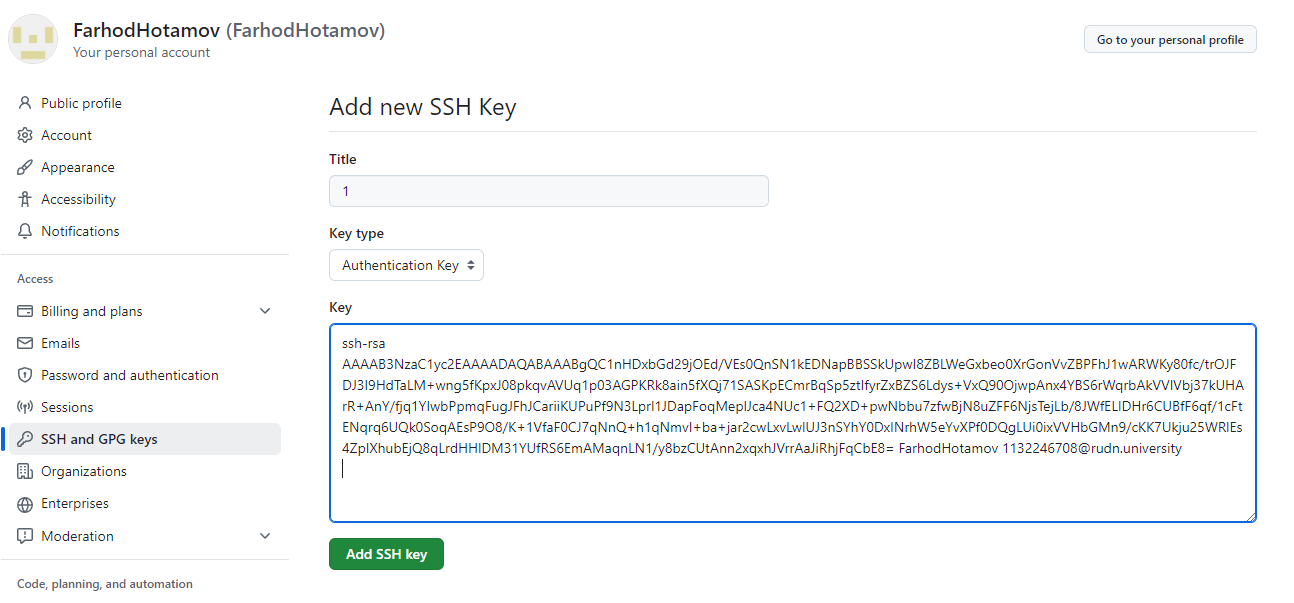 FarhodHotamov (FarhodHotamov)
Your personal account
Go to your personal profile
Public profile
Account
Appearance
Accessibility
Notifications
Access
Billing and plans
Emails
Password and authentication
Sessions
SSH and GPG keys
Organizations
Enterprises
Moderation
Code, planning, and automation
Add new SSH Key
Title
1
Key type
Authentication Key
Key
ssh-rsa
AAAAB3NzaC1yc2EAAAADAQABAAABgQC1nHDxbGd29jOEd/VEs0QnSN1kEDNapBBSSkUpwI8ZBLWeGxbeo0XrGonVvZBPFhJ1wARWKy80fc/trOJF
DJ3I9HdTaLM+wng5fKpxJ08pkqvAVUq1p03AGPKRk8ain5fXQj71SASKpECmrBqSp5ztIfyrZxBZS6Ldys+VxQ90OjwpAnx4YBS6rWqrbAkVVIVbj37kUHA
rR+AnY/fjq1YIwbPpmqFugJFhJCariiKUPuPf9N3LprI1JDapFoqMepIJca4NUc1+FQ2XD+pwNbbu7zfwBjN8uZFF6NjsTejLb/8JWfELIDHr6CUBfF6qf/1cFt
ENqrq6UQk0SoqAEsP9O8/K+1VfaF0CJ7qNnQ+h1qNmvI+ba+jar2cwLxvLwIUJ3nSYhY0DxINrhW5eYvXPf0DQgLUi0ixVVHbGMn9/cKK7Ukju25WRIEs
4ZpIXhubEjQ8qLrdHHIDM31YUfRS6EmAMaqnLN1/y8bzCUtAnn2xqxhJVrrAaJiRhjFqCbE8= FarhodHotamov 1132246708@rudn.university
Add SSH key